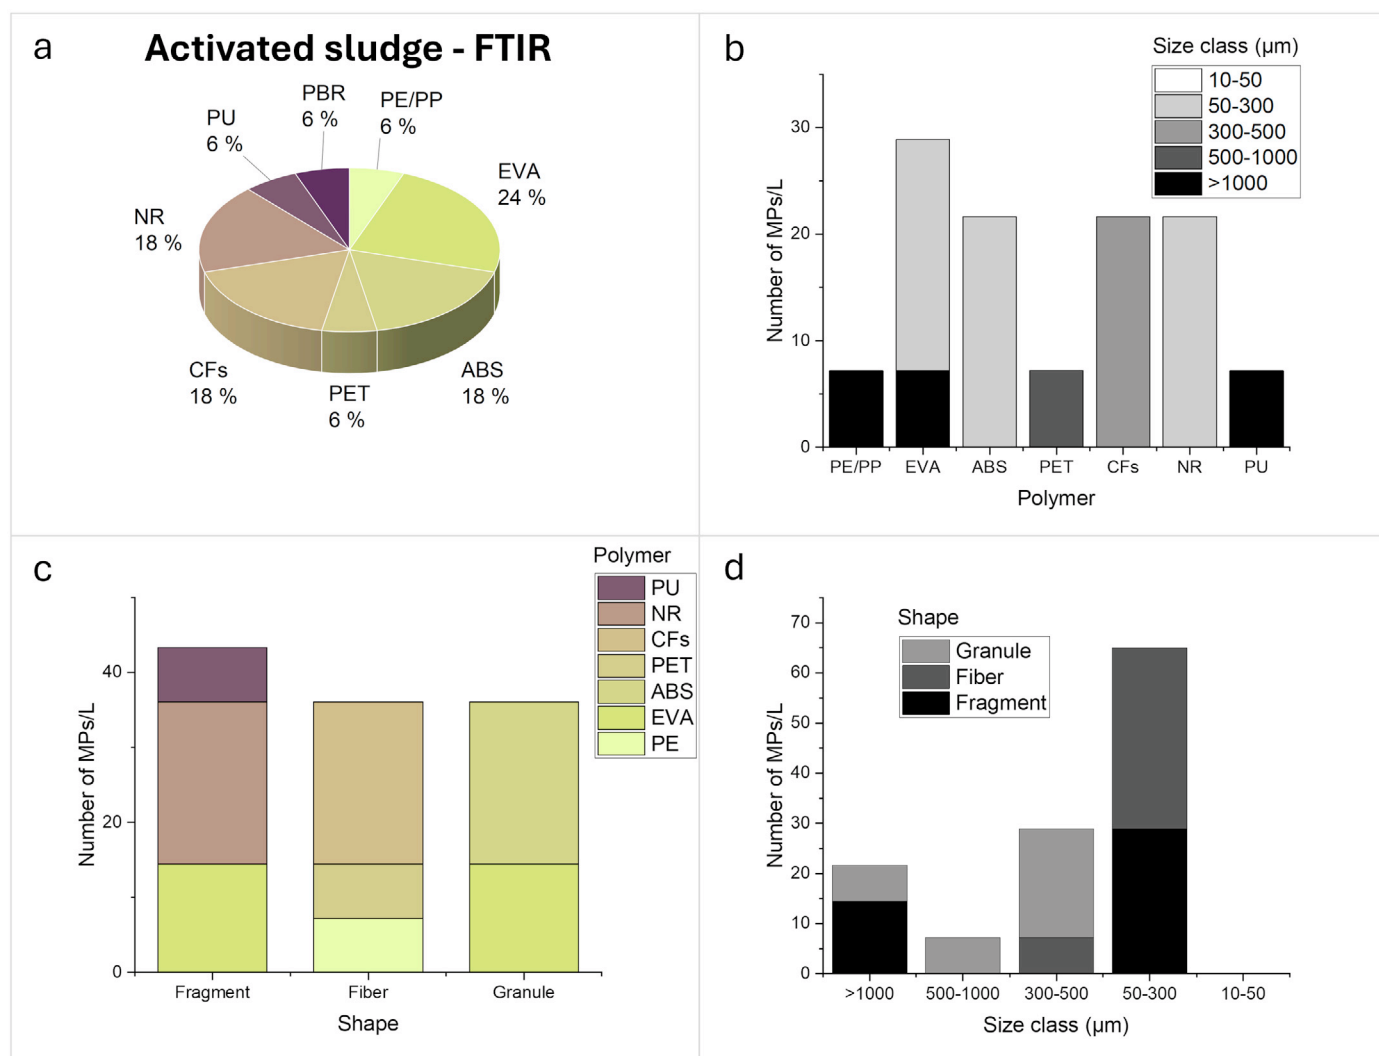 a
Activated sludge - FTIR
PBR
6 %
PE/PP
6 %
PU
6 %
EVA
24 %
NR
18 %
CFs
18 %
PET
6 %
ABS
18 %
b
Size class (µm)
10-50
50-300
300-500
500-1000
>1000
Number of MPs/L
30
20
10
0
PE/PP EVA ABS PET CFs NR PU
Polymer
c
Polymer
PU
NR
CFs
PET
ABS
EVA
PE
Number of MPs/L
40
20
0
Fragment Fiber Granule
Shape
d
Shape
Granule
Fiber
Fragment
Number of MPs/L
70
60
50
40
30
20
10
0
>1000 500-1000 300-500 50-300 10-50
Size class (µm)